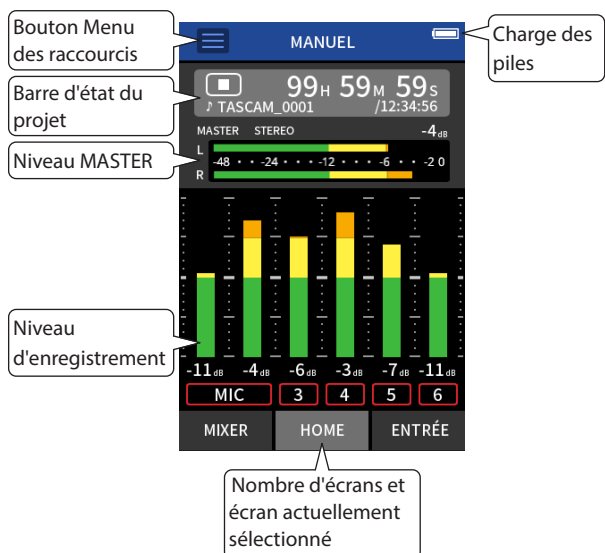 Bouton Menu
des raccourcis
MANUEL
Charge des
piles
Barre d'état du
projet
99H 59M 59S
♪ TASCAM_0001 /12:34:56
MASTER STEREO -4dB
Niveau MASTER
L
-48 · · -24 · · · -12 · · · -6 · · -2 0
R
Niveau
d'enregistrement
-11dB -4dB -6dB -3dB -7dB -11dB
MIC 3 4 5 6
MIXER HOME ENTRÉE
Nombre d'écrans et
écran actuellement
sélectionné